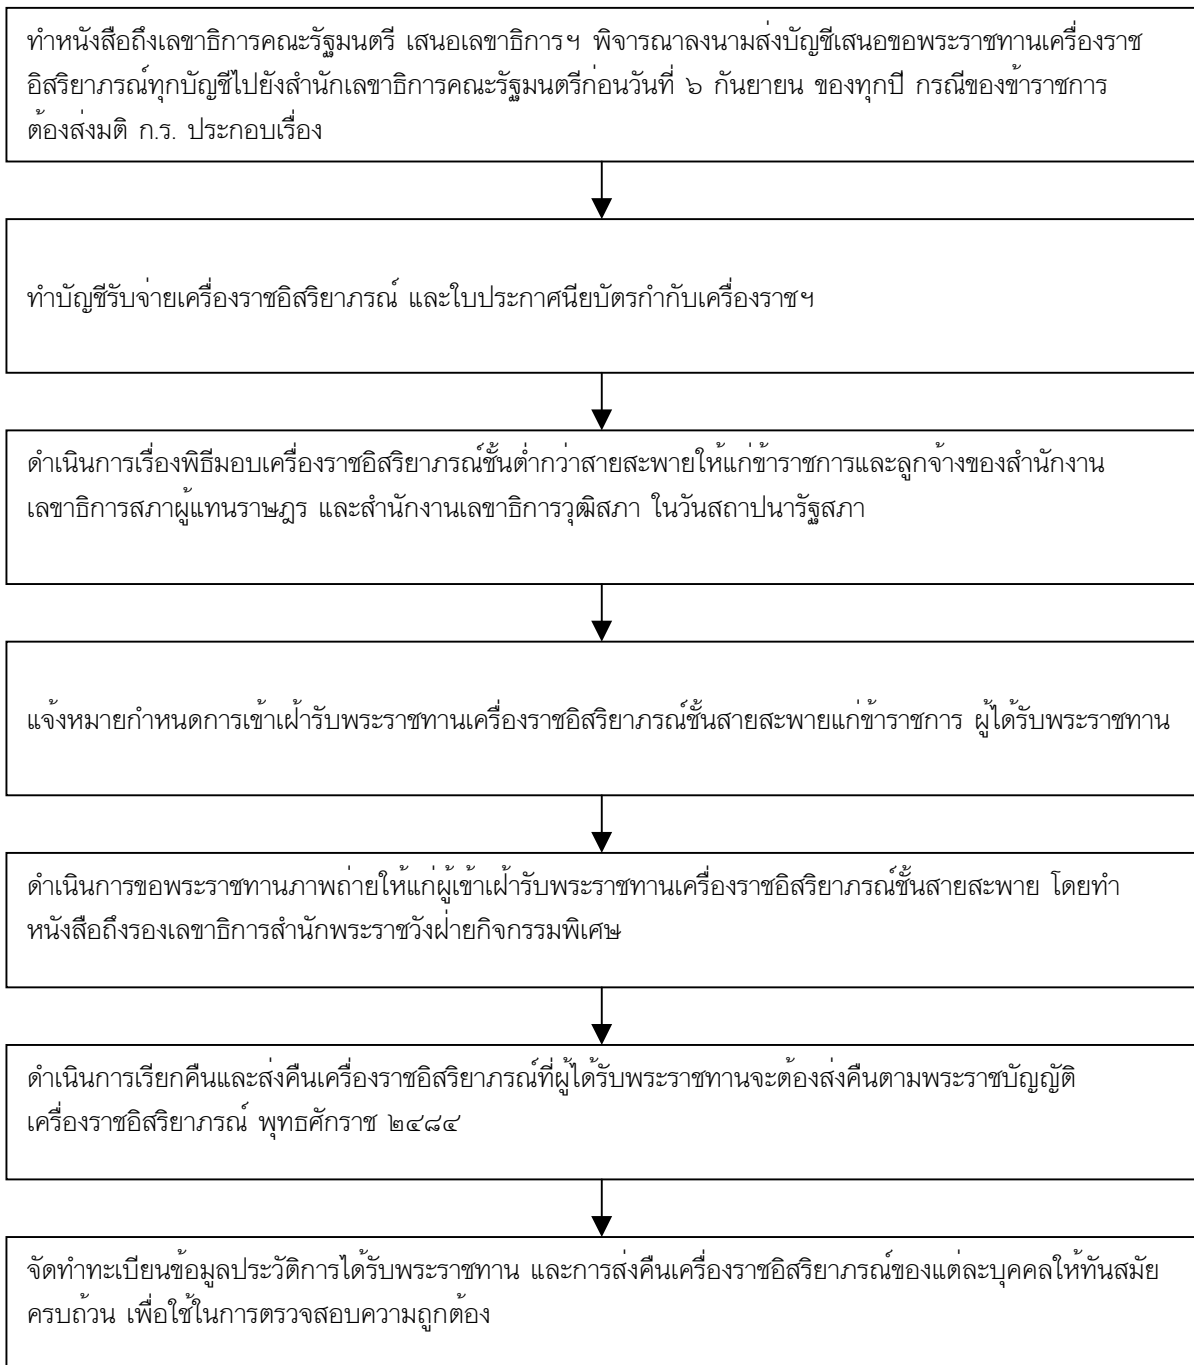 ทำหนังสือถึงเลขาธิการคณะรัฐมนตรี เสนอเลขาธิการฯ พิจารณาลงนามส่งบัญชีเสนอขอพระราชทานเครื่องราช
อิสริยาภรณ์ทุกบัญชีไปยังสำนักเลขาธิการคณะรัฐมนตรีก่อนวันที่ ๖ กันยายน ของทุกปี กรณีของข้าราชการ
ต้องส่งมติ ก.ร. ประกอบเรื่อง
ทำบัญชีรับจ่ายเครื่องราชอิสริยาภรณ์ และใบประกาศนียบัตรกำกับเครื่องราชฯ
ดำเนินการเรื่องพิธีมอบเครื่องราชอิสริยาภรณ์ชั้นต่ำกว่าสายสะพายให้แก่ข้าราชการและลูกจ้างของสำนักงาน
เลขาธิการสภาผู้แทนราษฎร และสำนักงานเลขาธิการวุฒิสภา ในวันสถาปนารัฐสภา
แจ้งหมายกำหนดการเข้าเฝ้ารับพระราชทานเครื่องราชอิสริยาภรณ์ชั้นสายสะพายแก่ข้าราชการ ผู้ได้รับพระราชทาน
ดำเนินการขอพระราชทานภาพถ่ายให้แก่ผู้เข้าเฝ้ารับพระราชทานเครื่องราชอิสริยาภรณ์ชั้นสายสะพาย โดยทำ
หนังสือถึงรองเลขาธิการสำนักพระราชวังฝ่ายกิจกรรมพิเศษ
ดำเนินการเรียกคืนและส่งคืนเครื่องราชอิสริยาภรณ์ที่ผู้ได้รับพระราชทานจะต้องส่งคืนตามพระราชบัญญัติ
เครื่องราชอิสริยาภรณ์ พุทธศักราช ๒๔๘๔
จัดทำทะเบียนข้อมูลประวัติการได้รับพระราชทาน และการส่งคืนเครื่องราชอิสริยาภรณ์ของแต่ละบุคคลให้ทันสมัย
ครบถ้วน เพื่อใช้ในการตรวจสอบความถูกต้อง